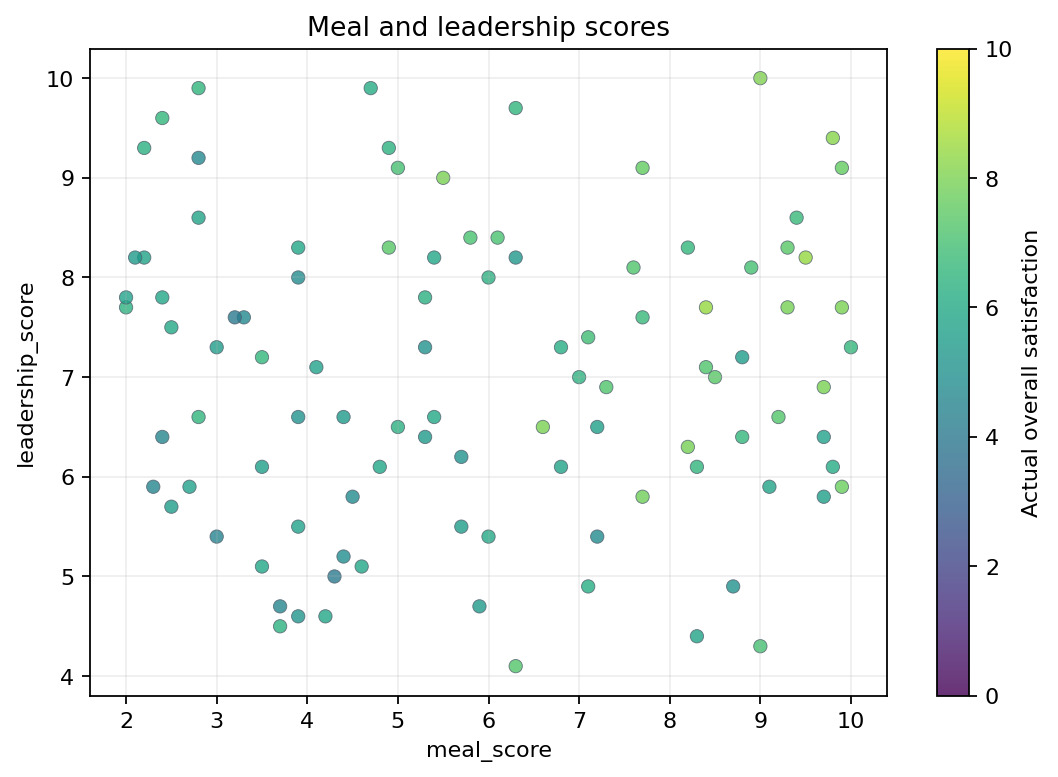 Meal and leadership scores
10
9
8
7
6
5
4
leadership_score
2 3 4 5 6 7 8 9 10
meal_score
10
8
6
4
2
0
Actual overall satisfaction